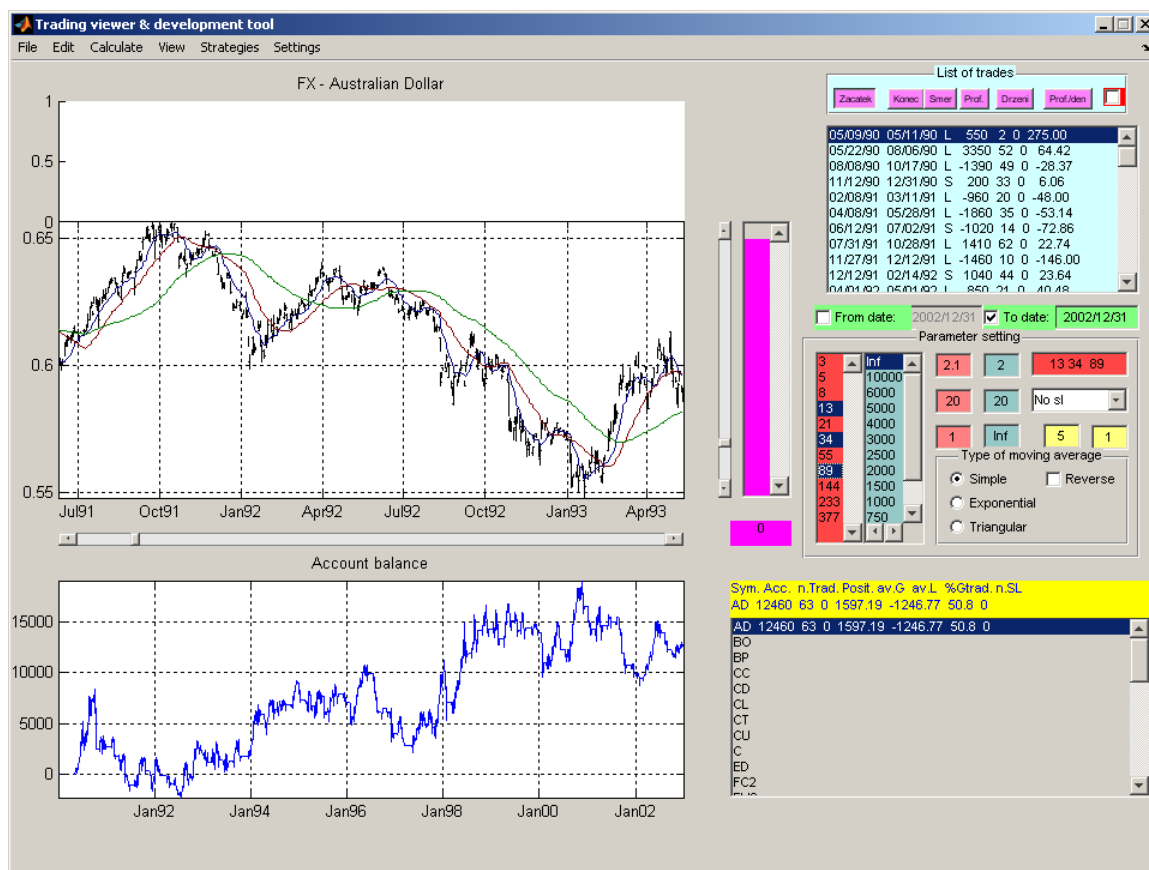 Trading viewer & development tool
File Edit Calculate View Strategies Settings
FX - Australian Dollar
1
0.5
0
0.65
0.6
0.55
Jul91 Oct91 Jan92 Apr92 Jul92 Oct92 Jan93 Apr93
0
Account balance
15000
10000
5000
0
Jan92 Jan94 Jan96 Jan98 Jan00 Jan02
List of trades
Zacatek Konec Smer Prof. Drzeni Prof./den
05/09/90 05/11/90 L 550 2 0 275.00
05/22/90 08/06/90 L 3350 52 0 64.42
08/08/90 10/17/90 L -1390 49 0 -28.37
11/12/90 12/31/90 S 200 33 0 6.06
02/08/91 03/11/91 L -960 20 0 -48.00
04/08/91 05/28/91 L -1860 35 0 -53.14
06/12/91 07/02/91 S -1020 14 0 -72.86
07/31/91 10/28/91 L 1410 62 0 22.74
11/27/91 12/12/91 L -1460 10 0 -146.00
12/12/91 02/14/92 S 1040 44 0 23.64
04/01/92 05/01/92 L 850 21 0 40.48
From date: 2002/12/31 To date: 2002/12/31
Parameter setting
3
5
8
13
21
34
55
89
144
233
377
Inf
10000
6000
5000
4000
3000
2500
2000
1500
1000
750
2.1 2 13 34 89
20 20 No sl
1 Inf 5 1
Type of moving average
Simple Reverse
Exponential
Triangular
Sym. Acc. n.Trad. Posit. av.G av.L %Gtrad. n.SL
AD 12460 63 0 1597.19 -1246.77 50.8 0
AD 12460 63 0 1597.19 -1246.77 50.8 0
BO
BP
CC
CD
CL
CT
CU
C
ED
FC2